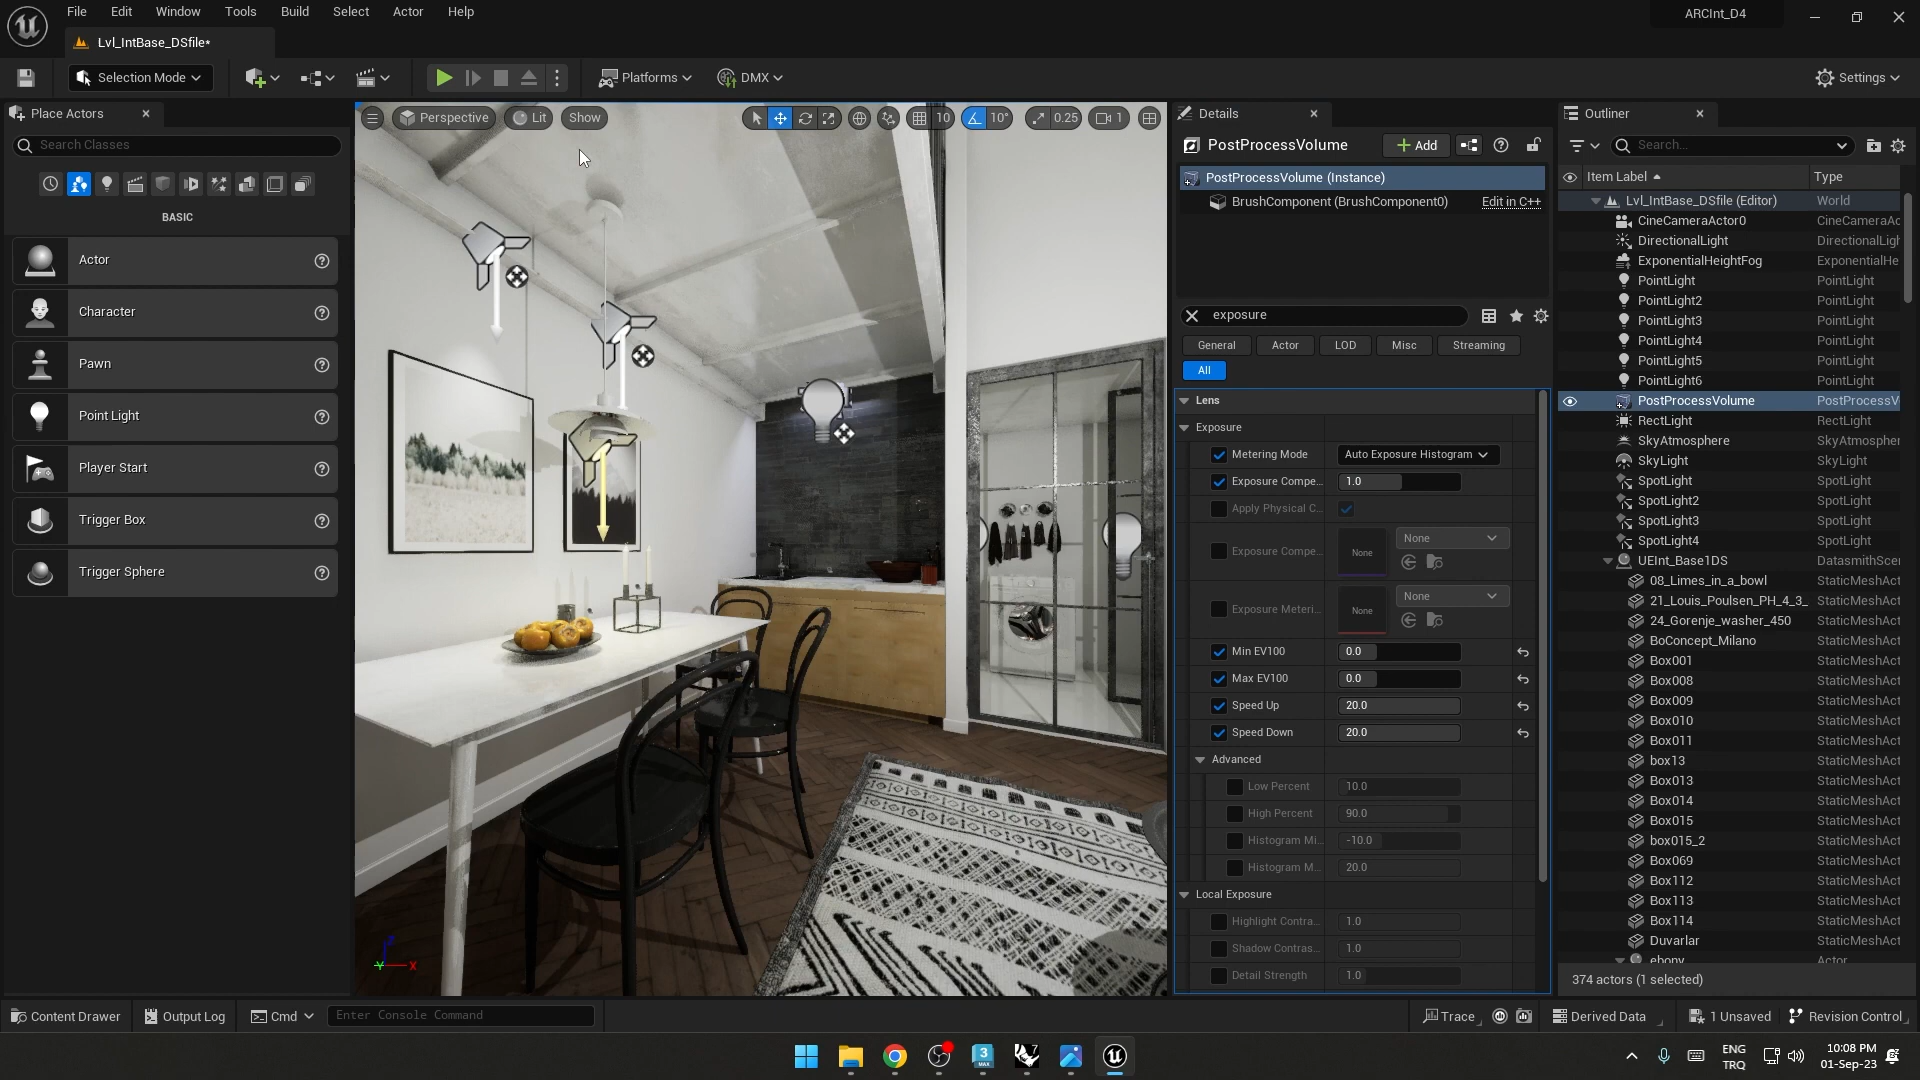 File Edit Window Tools Build Select Actor Help
ARCInt_D4
Lvl_IntBase_DSfile*
Selection Mode
Platforms
DMX
Settings
Place Actors
Search Classes
BASIC
Actor
Character
Pawn
Point Light
Player Start
Trigger Box
Trigger Sphere
Perspective
Lit
Show
10
10°
0.25
1
Details
PostProcessVolume
Add
PostProcessVolume (Instance)
BrushComponent (BrushComponent0)
Edit in C++
exposure
General
Actor
LOD
Misc
Streaming
All
Lens
Exposure
Metering Mode
Auto Exposure Histogram
Exposure Compe...
1.0
Apply Physical C...
Exposure Compe...
None
None
Exposure Meteri...
None
None
Min EV100
0.0
Max EV100
0.0
Speed Up
20.0
Speed Down
20.0
Advanced
Low Percent
10.0
High Percent
90.0
Histogram Mi...
-10.0
Histogram M...
20.0
Local Exposure
Highlight Contra...
1.0
Shadow Contras...
1.0
Detail Strength
1.0
Outliner
Search...
Item Label
Type
Lvl_IntBase_DSfile (Editor) World
CineCameraActor0 CineCameraAc
DirectionalLight DirectionalLigh
ExponentialHeightFog ExponentialHe
PointLight PointLight
PointLight2 PointLight
PointLight3 PointLight
PointLight4 PointLight
PointLight5 PointLight
PointLight6 PointLight
PostProcessVolume PostProcessV
RectLight RectLight
SkyAtmosphere SkyAtmospher
SkyLight SkyLight
SpotLight SpotLight
SpotLight2 SpotLight
SpotLight3 SpotLight
SpotLight4 SpotLight
UEInt_Base1DS DatasmithScer
08_Limes_in_a_bowl StaticMeshAct
21_Louis_Poulsen_PH_4_3_ StaticMeshAct
24_Gorenje_washer_450 StaticMeshAct
BoConcept_Milano StaticMeshAct
Box001 StaticMeshAct
Box008 StaticMeshAct
Box009 StaticMeshAct
Box010 StaticMeshAct
Box011 StaticMeshAct
box13 StaticMeshAct
Box013 StaticMeshAct
Box014 StaticMeshAct
Box015 StaticMeshAct
box015_2 StaticMeshAct
Box069 StaticMeshAct
Box112 StaticMeshAct
Box113 StaticMeshAct
Box114 StaticMeshAct
Duvarlar StaticMeshAct
ebony Actor
374 actors (1 selected)
Content Drawer
Output Log
Cmd
Enter Console Command
Trace
Derived Data
1 Unsaved
Revision Control
ENG
TRQ
10:08 PM
01-Sep-23